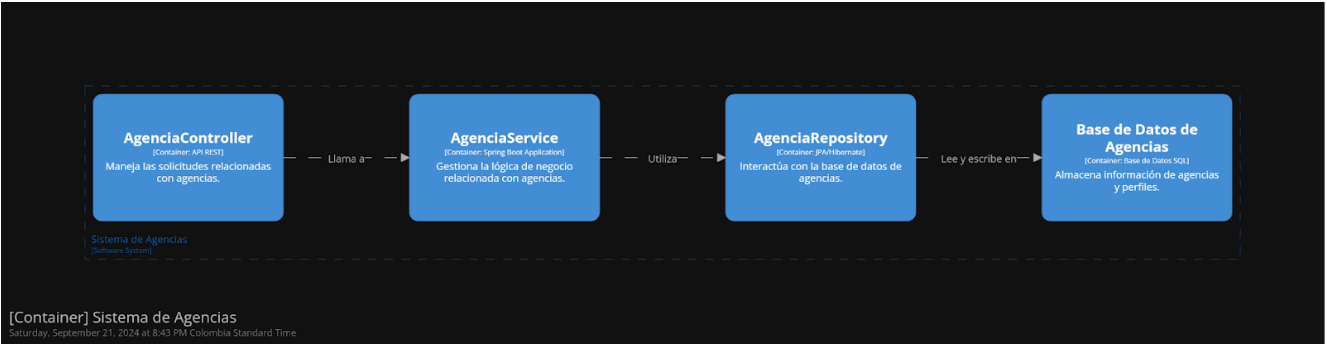 AgenciaController
[Container: API REST]
Maneja las solicitudes relacionadas
con agencias.
Llama a
AgenciaService
[Container: Spring Boot Application]
Gestiona la lógica de negocio
relacionada con agencias.
Utiliza
AgenciaRepository
[Container: JPA/Hibernate]
Interactúa con la base de datos de
agencias.
Lee y escribe en
Base de Datos de
Agencias
[Container: Base de Datos SQL]
Almacena información de agencias
y perfiles.
Sistema de Agencias
[Software System]
[Container] Sistema de Agencias
Saturday, September 21, 2024 at 8:43 PM Colombia Standard Time